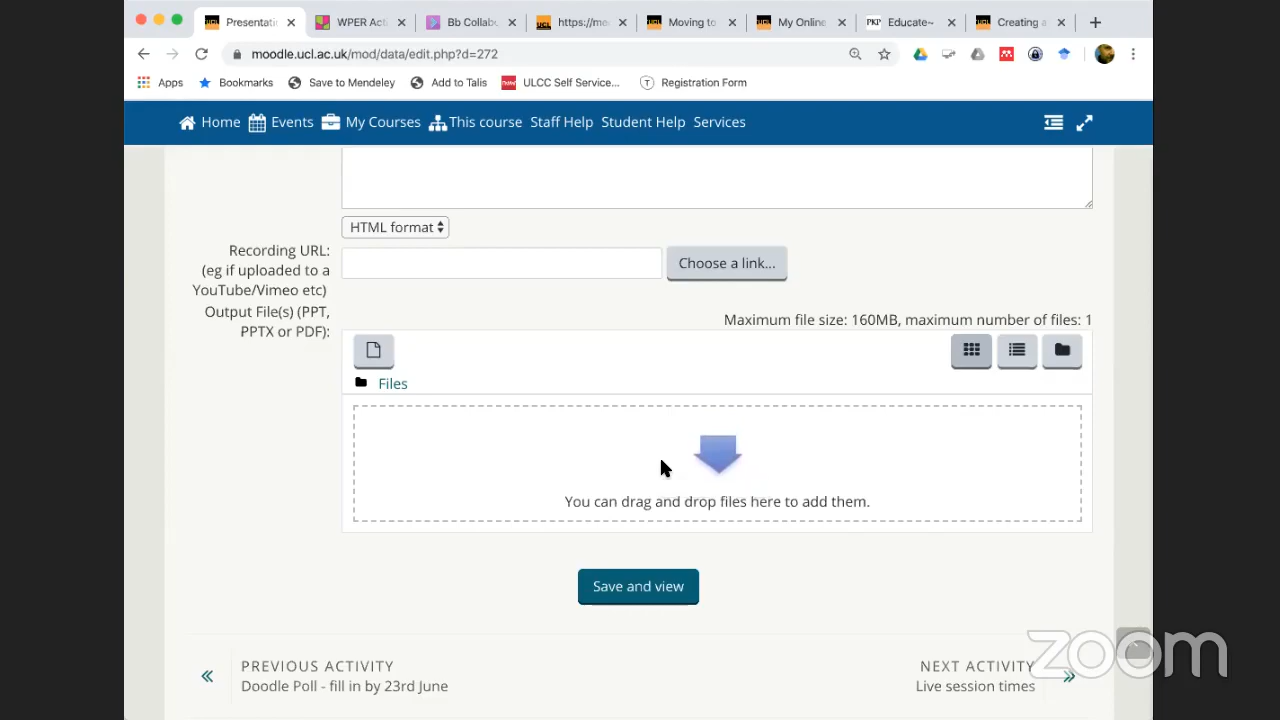 Presentatin
WPER Acti
Bb Collabu
https://mo
Moving to
My Online
PKP Educate~
Creating a
moodle.ucl.ac.uk/mod/data/edit.php?d=272
Apps Bookmarks Save to Mendeley Add to Talis ULCC Self Service... Registration Form
Home Events My Courses This course Staff Help Student Help Services
HTML format
Recording URL:
(eg if uploaded to a
YouTube/Vimeo etc)
Choose a link...
Output File(s) (PPT,
PPTX or PDF):
Maximum file size: 160MB, maximum number of files: 1
Files
You can drag and drop files here to add them.
Save and view
PREVIOUS ACTIVITY
Doodle Poll - fill in by 23rd June
NEXT ACTIVITY
Live session times
zoom